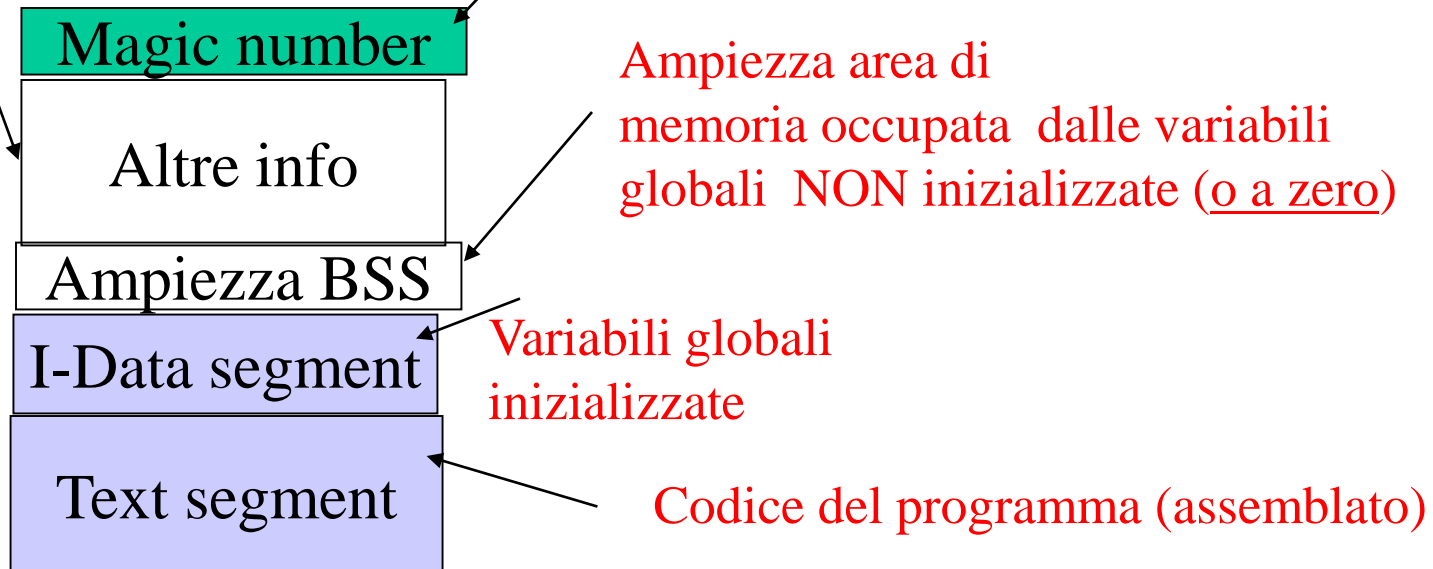 Magic number
Altre info
Ampiezza BSS
I-Data segment
Text segment
Ampiezza area di
memoria occupata dalle variabili
globali NON inizializzate (o a zero)
Variabili globali
inizializzate
Codice del programma (assemblato)